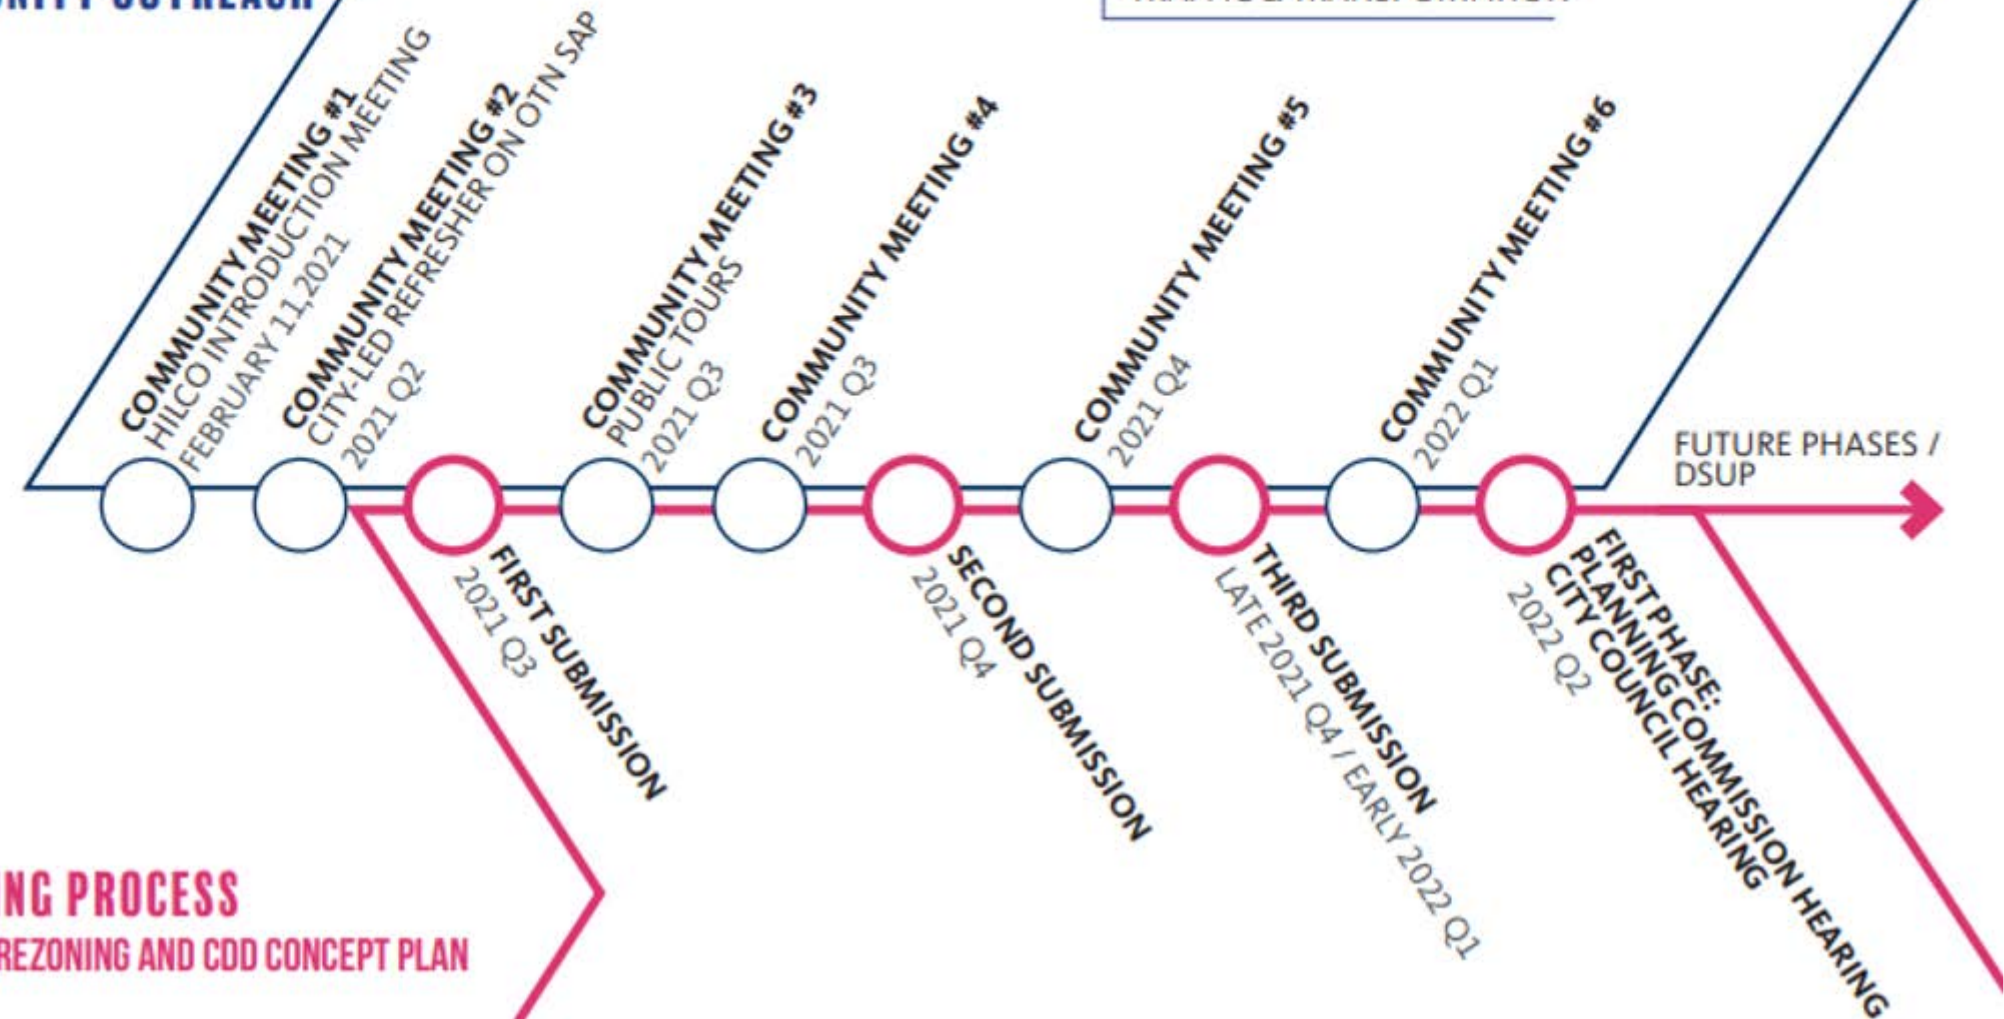 OUTREACH
COMMUNITY MEETING #1
HILCO INTRODUCTION MEETING
FEBRUARY 11,2021
COMMUNITY MEETING #2
CITY-LED REFRESHER ON OTN SAP
2021 Q2
COMMUNITY MEETING #3
PUBLIC TOURS
2021 Q3
COMMUNITY MEETING #4
2021 Q3
COMMUNITY MEETING #5
2021 Q4
COMMUNITY MEETING #6
2022 Q1
FUTURE PHASES /
DSUP
FIRST SUBMISSION
2021 Q3
SECOND SUBMISSION
2021 Q4
THIRD SUBMISSION
LATE 2021 Q4 / EARLY 2022 Q1
FIRST PHASE:
PLANNING COMMISSION HEARING
CITY COUNCIL HEARING
2022 Q2
NG PROCESS
REZONING AND CDD CONCEPT PLAN